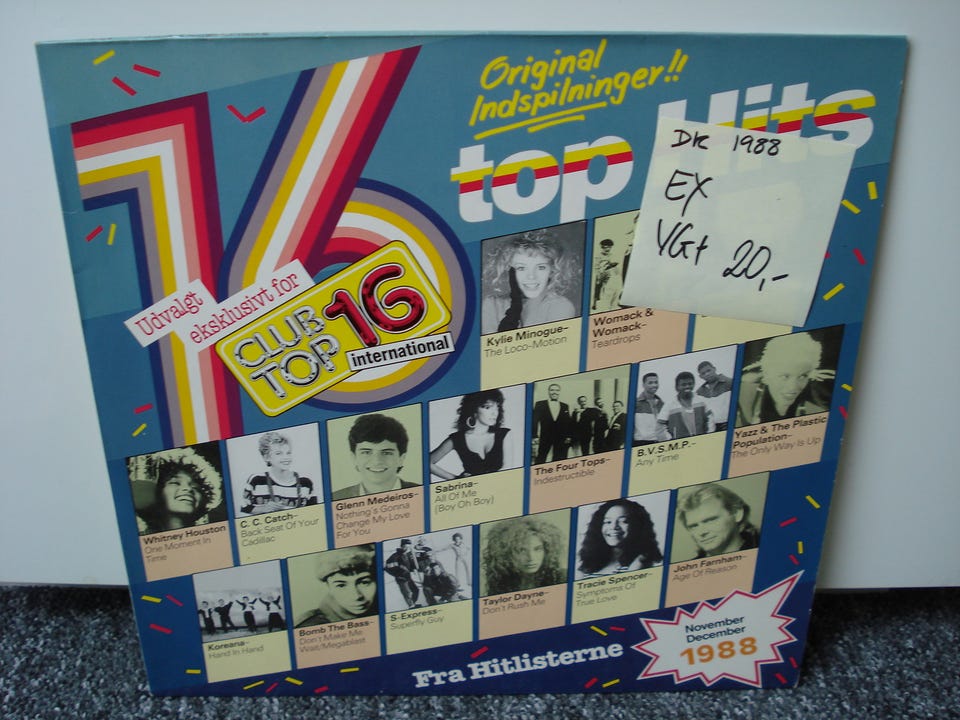 16
Original
Indspilninger!!
top Hits
DK 1988
EX
VG+ 20,-
Udvalgt
eksklusivt for
CLUB
TOP 16
international
Kylie Minogue-
The Loco-Motion
Womack &
Womack-
Teardrops
Whitney Houston
One Moment In
Time
C. C. Catch-
Back Seat Of Your
Cadillac
Glenn Medeiros-
Nothing's Gonna
Change My Love
For You
Sabrina-
All Of Me
(Boy Oh Boy)
The Four Tops-
Indestructible
B.V.S.M.P.-
Any Time
Yazz & The Plastic
Population-
The Only Way Is Up
Koreana-
Hand In Hand
Bomb The Bass-
Don't Make Me
Wait/Megablast
S-Express-
Superfly Guy
Taylor Dayne-
Don't Rush Me
Tracie Spencer-
Symptoms Of
True Love
John Farnham-
Age Of Reason
Fra Hitlisterne
November
December
1988